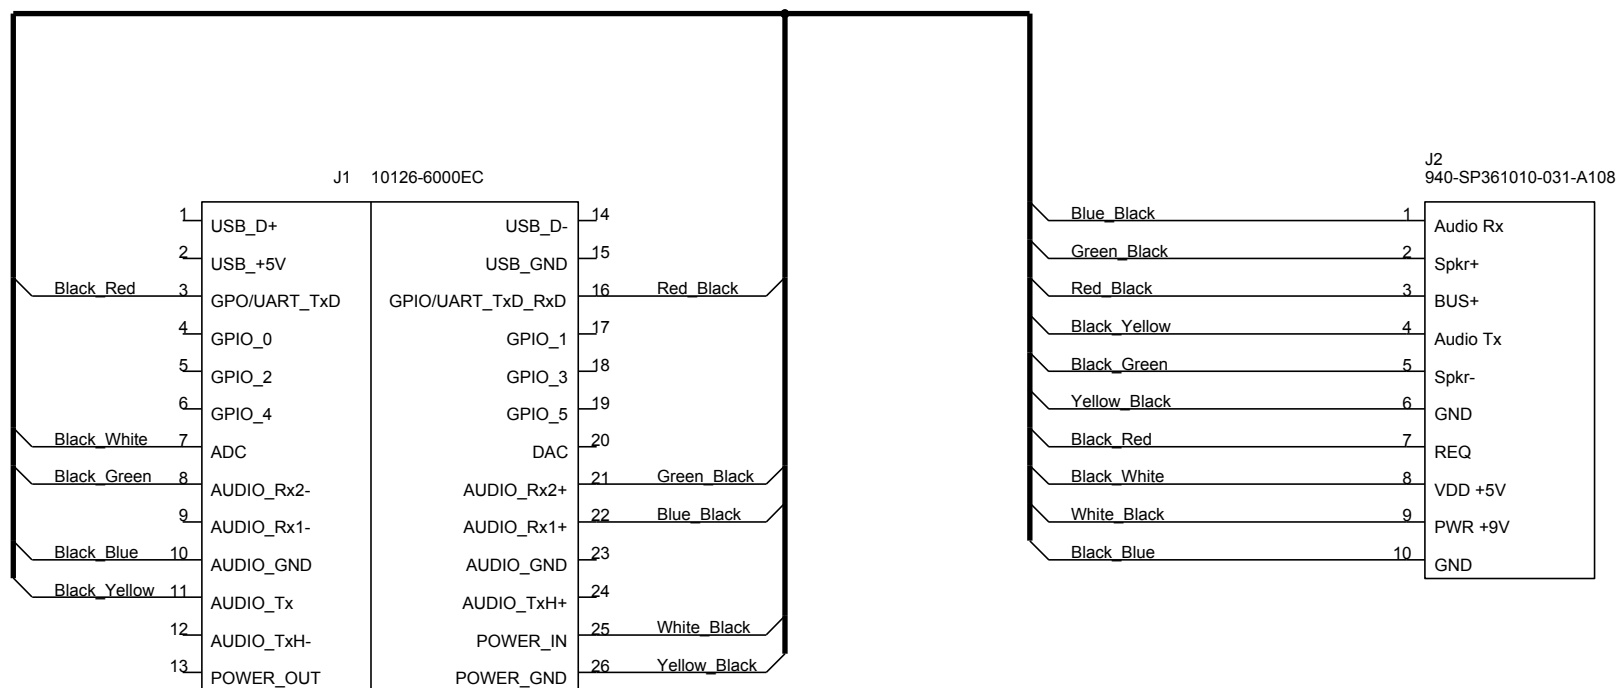 J2
940-SP361010-031-A108
J1 10126-6000EC
1 USB_D+ USB_D- 14
2 USB_+5V USB_GND 15
Black_Red 3 GPO/UART_TxD GPIO/UART_TxD_RxD 16 Red_Black
4 GPIO_0 GPIO_1 17
5 GPIO_2 GPIO_3 18
6 GPIO_4 GPIO_5 19
Black_White 7 ADC DAC 20
Black_Green 8 AUDIO_Rx2- AUDIO_Rx2+ 21 Green_Black
9 AUDIO_Rx1- AUDIO_Rx1+ 22 Blue_Black
Black_Blue 10 AUDIO_GND AUDIO_GND 23
Black_Yellow 11 AUDIO_Tx AUDIO_TxH+ 24
12 AUDIO_TxH- POWER_IN 25 White_Black
13 POWER_OUT POWER_GND 26 Yellow_Black
Blue_Black 1 Audio Rx
Green_Black 2 Spkr+
Red_Black 3 BUS+
Black_Yellow 4 Audio Tx
Black_Green 5 Spkr-
Yellow_Black 6 GND
Black_Red 7 REQ
Black_White 8 VDD +5V
White_Black 9 PWR +9V
Black_Blue 10 GND